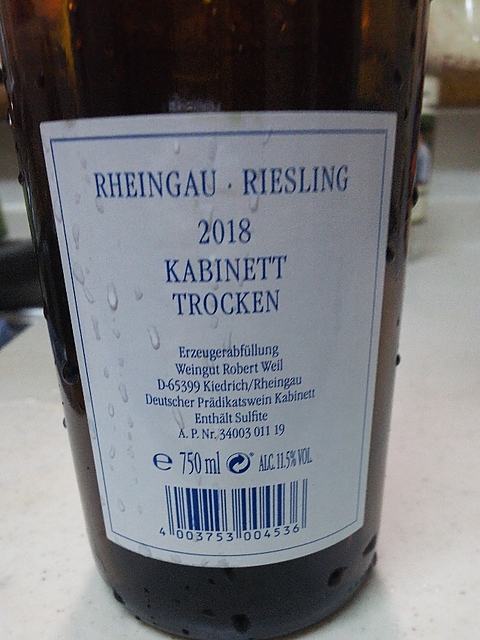 RHEINGAU · RIESLING
2018
KABINETT
TROCKEN
Erzeugerabfüllung
Weingut Robert Weil
D-65399 Kiedrich/Rheingau
Deutscher Prädikatswein Kabinett
Enthält Sulfite
A. P. Nr. 34003 011 19
e 750 ml ALC. 11.5% VOL.
4 003753 004536